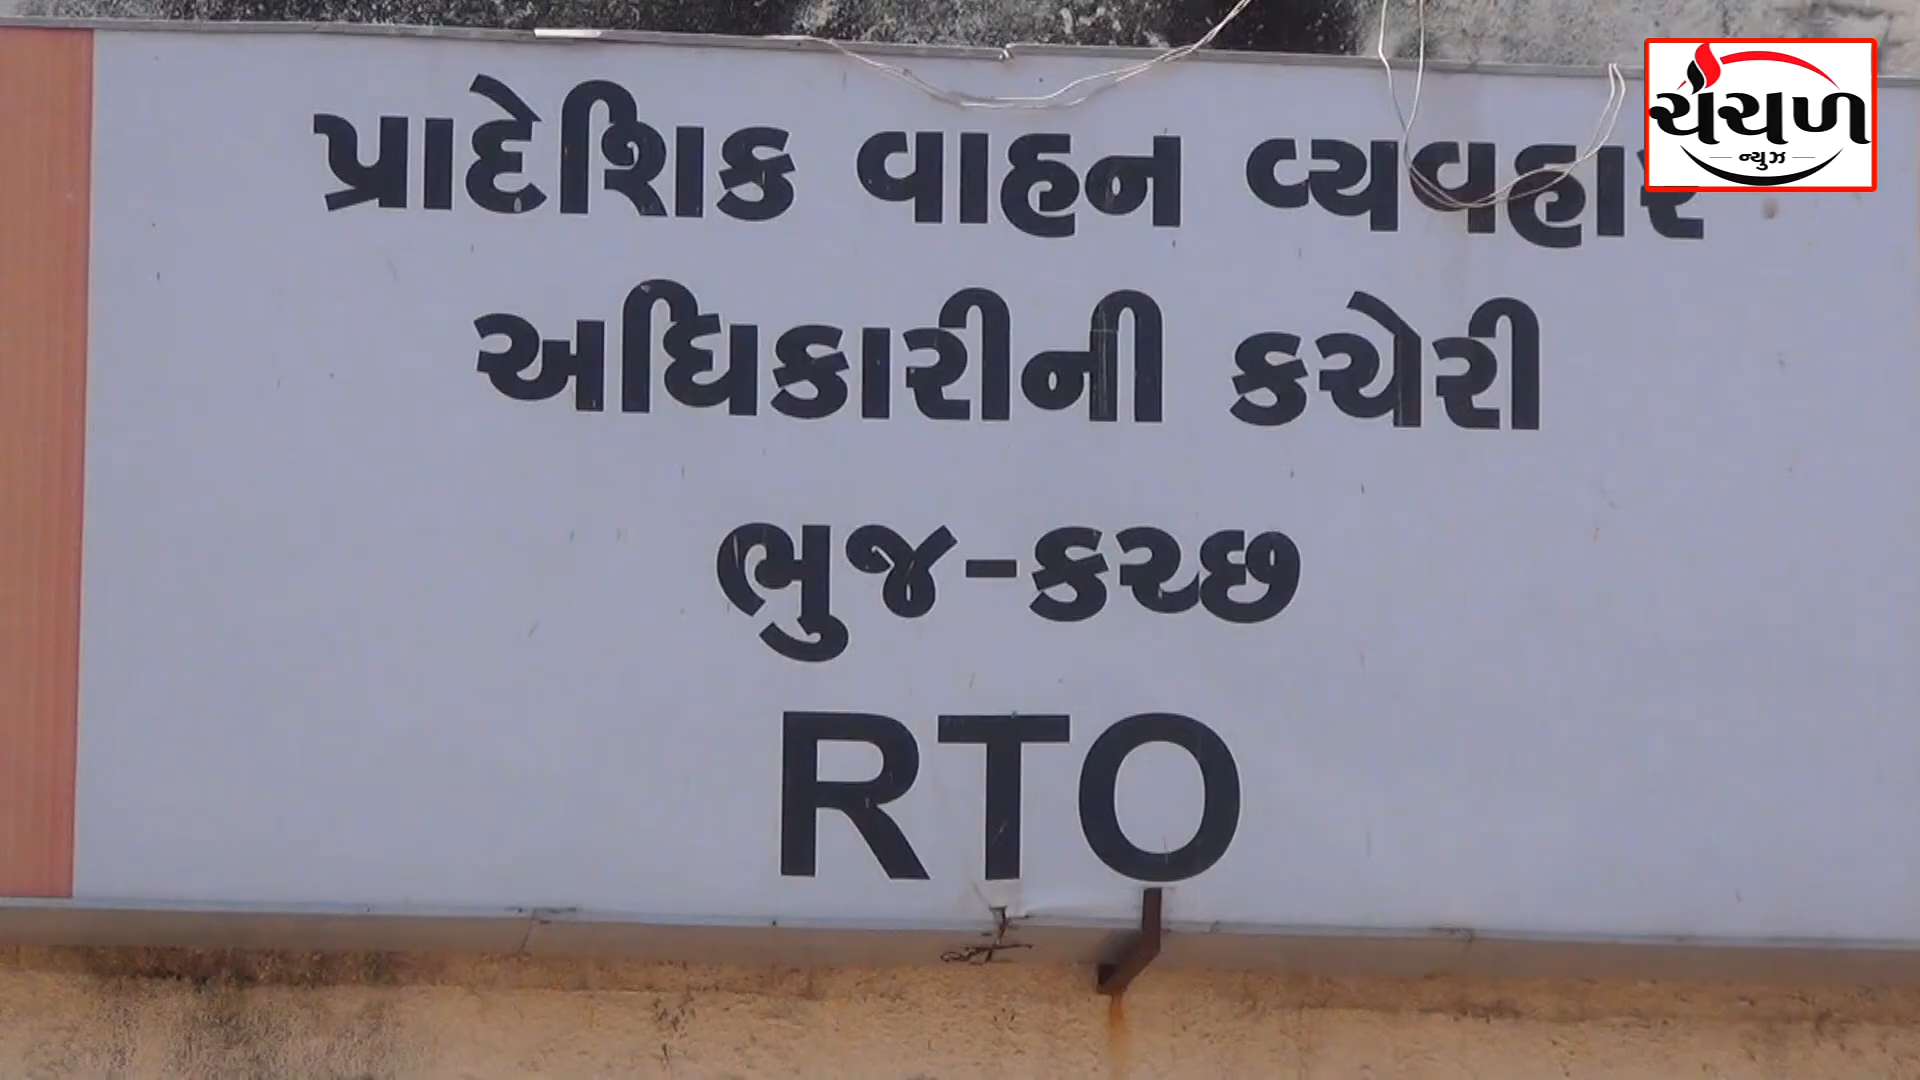 પ્રાદેશિક વાહન વ્યવહાર
અધિકારીની કચેરી
ભુજ-કચ્છ
RTO
ચંચળ
ન્યુઝ